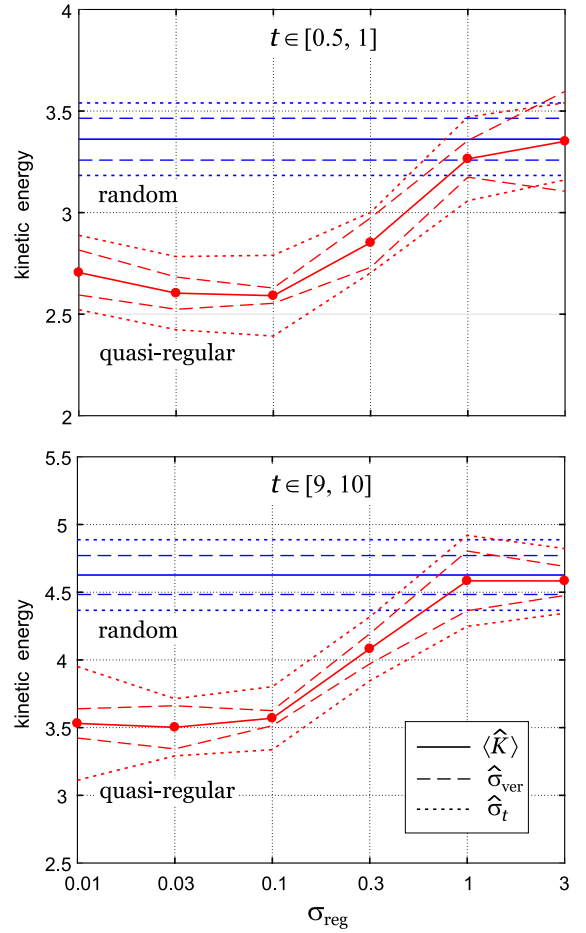 4
t ∈ [0.5, 1]
3.5
random
3
kinetic energy
2.5
quasi-regular
2
5.5
t ∈ [9, 10]
5
4.5
random
4
kinetic energy
3.5
⟨K̂⟩
σ̂ver
quasi-regular
3
σ̂t
2.5
0.01 0.03 0.1 0.3 1 3
σreg